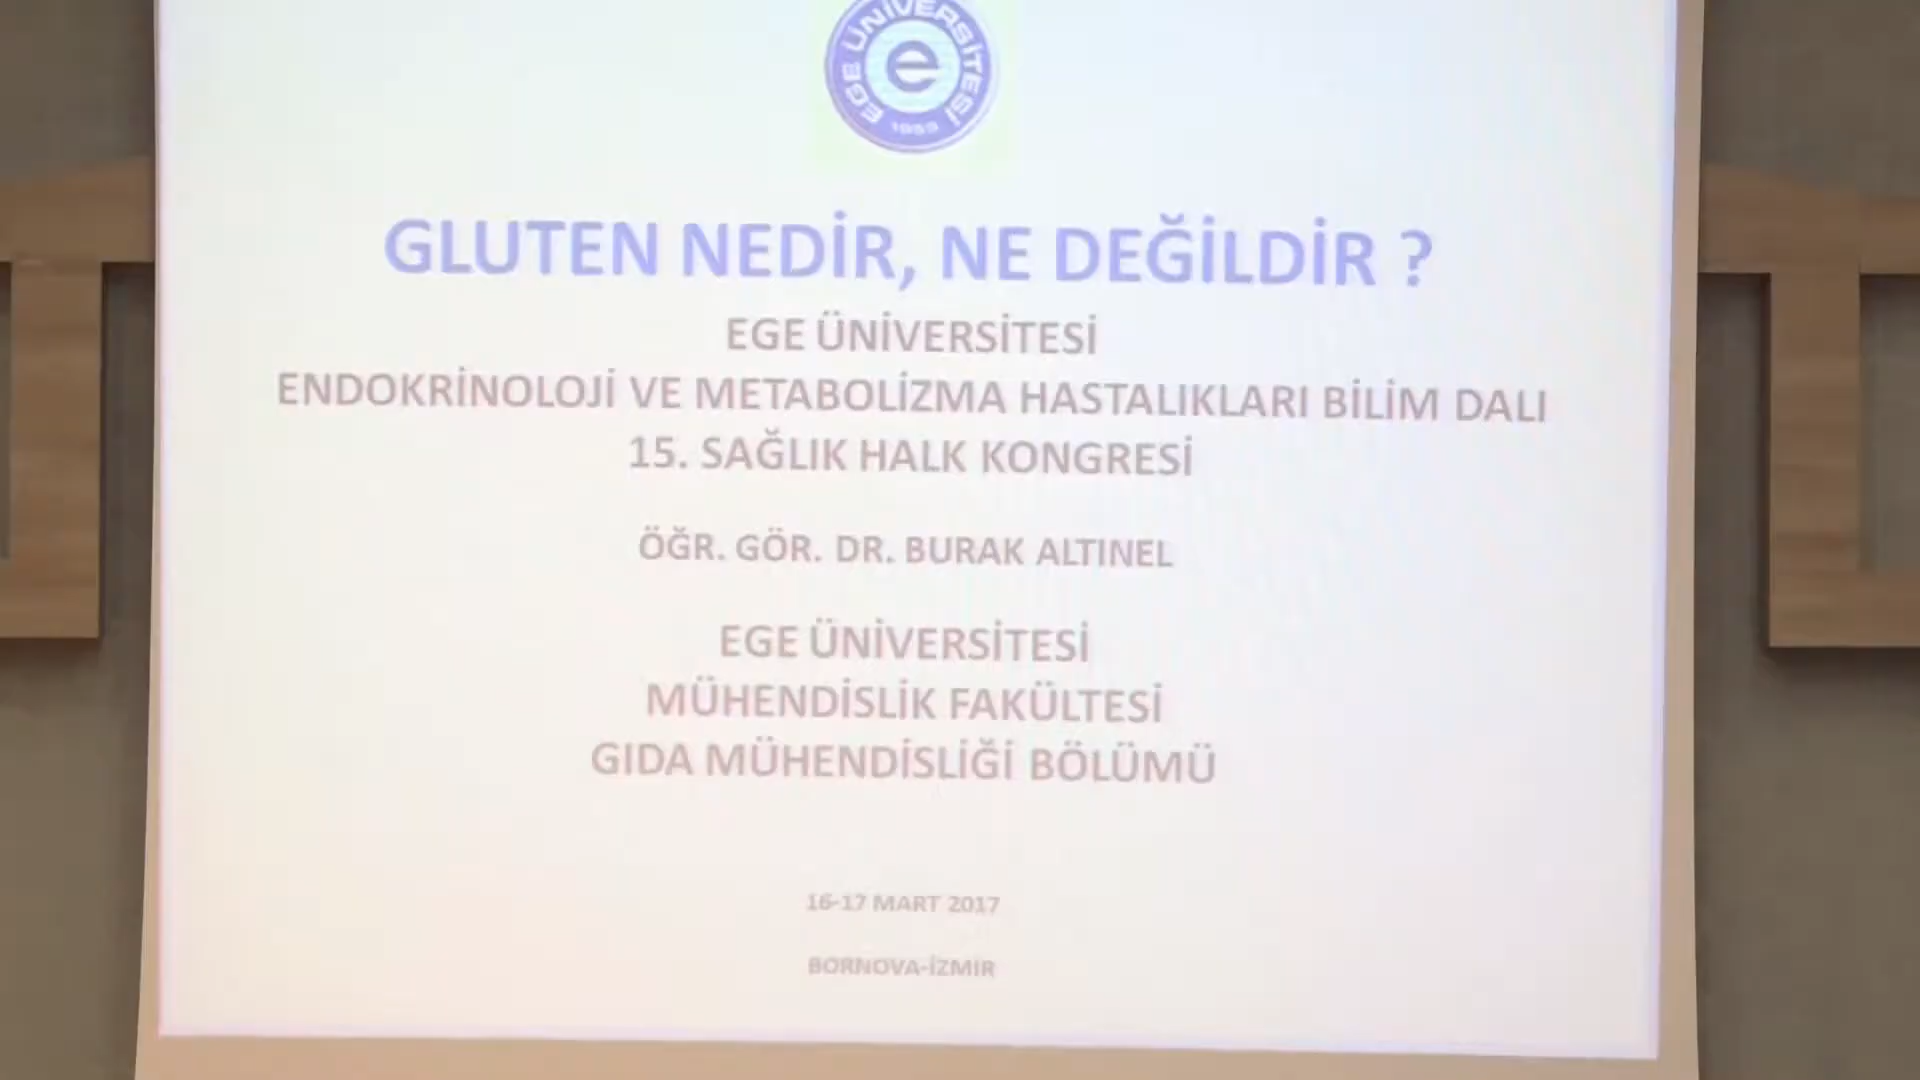 EGE ÜNİVERSİTESİ
e
1955
GLUTEN NEDİR, NE DEĞİLDİR ?
EGE ÜNİVERSİTESİ
ENDOKRİNOLOJİ VE METABOLİZMA HASTALIKLARI BİLİM DALI
15. SAĞLIK HALK KONGRESİ
ÖĞR. GÖR. DR. BURAK ALTINEL
EGE ÜNİVERSİTESİ
MÜHENDİSLİK FAKÜLTESİ
GIDA MÜHENDİSLİĞİ BÖLÜMÜ
16-17 MART 2017
BORNOVA-İZMİR